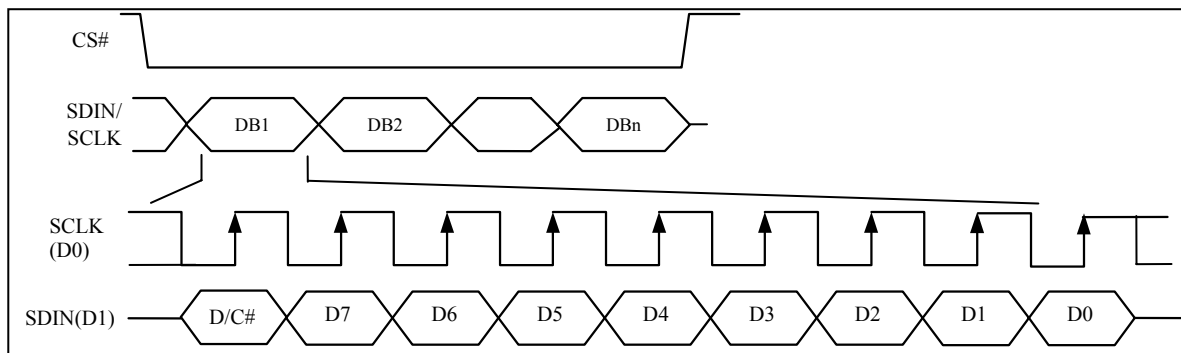 CS#
SDIN/
SCLK
DB1 DB2 DBn
SCLK
(D0)
SDIN(D1) D/C# D7 D6 D5 D4 D3 D2 D1 D0